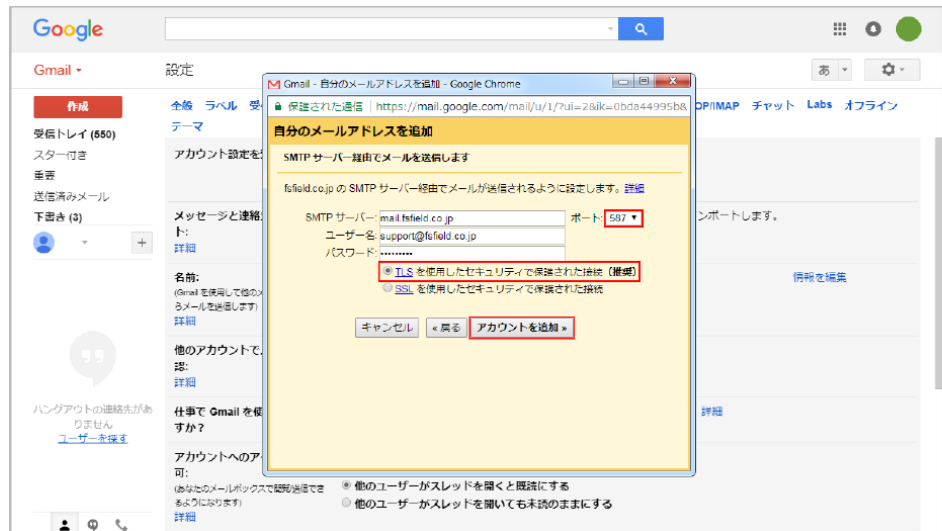 Google
Gmail
設定
あ
作成
受信トレイ (550)
スター付き
重要
送信済みメール
下書き (3)
ハングアウトの連絡先があ
りません
ユーザーを探す
全般 ラベル 受
OP/IMAP チャット Labs オフライン
テーマ
アカウント設定を
メッセージと連絡
ト:
詳細
ンポートします。
名前:
(Gmail を使用して他の
らメールを送信します)
詳細
情報を編集
他のアカウントで
認:
詳細
仕事で Gmail を使
すか？
詳細
アカウントへのア
可:
(あなたのメールボックスで閲覧/送信でき
るようになります)
詳細
他のユーザーがスレッドを開くと既読にする
他のユーザーがスレッドを開いても未読のままにする
Gmail - 自分のメールアドレスを追加 - Google Chrome
保護された通信 https://mail.google.com/mail/u/1/?ui=2&ik=0bda44995b&
自分のメールアドレスを追加
SMTP サーバー経由でメールを送信します
fsfield.co.jp の SMTP サーバー経由でメールが送信されるように設定します。 詳細
SMTP サーバー: mail.fsfield.co.jp ポート: 587
ユーザー名: support@fsfield.co.jp
パスワード: •••••••••
TLS を使用したセキュリティで保護された接続 (推奨)
SSL を使用したセキュリティで保護された接続
キャンセル « 戻る アカウントを追加 »